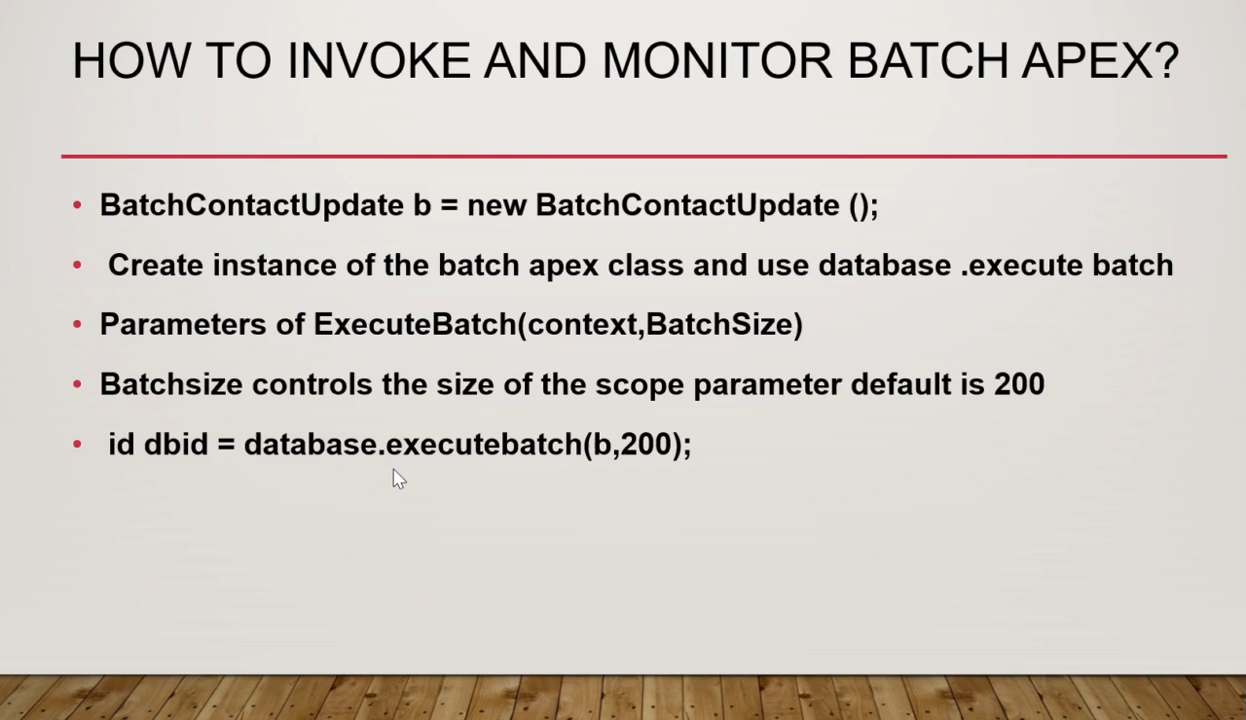 HOW TO INVOKE AND MONITOR BATCH APEX?
• BatchContactUpdate b = new BatchContactUpdate ();
• Create instance of the batch apex class and use database .execute batch
• Parameters of ExecuteBatch(context,BatchSize)
• Batchsize controls the size of the scope parameter default is 200
• id dbid = database.executebatch(b,200);